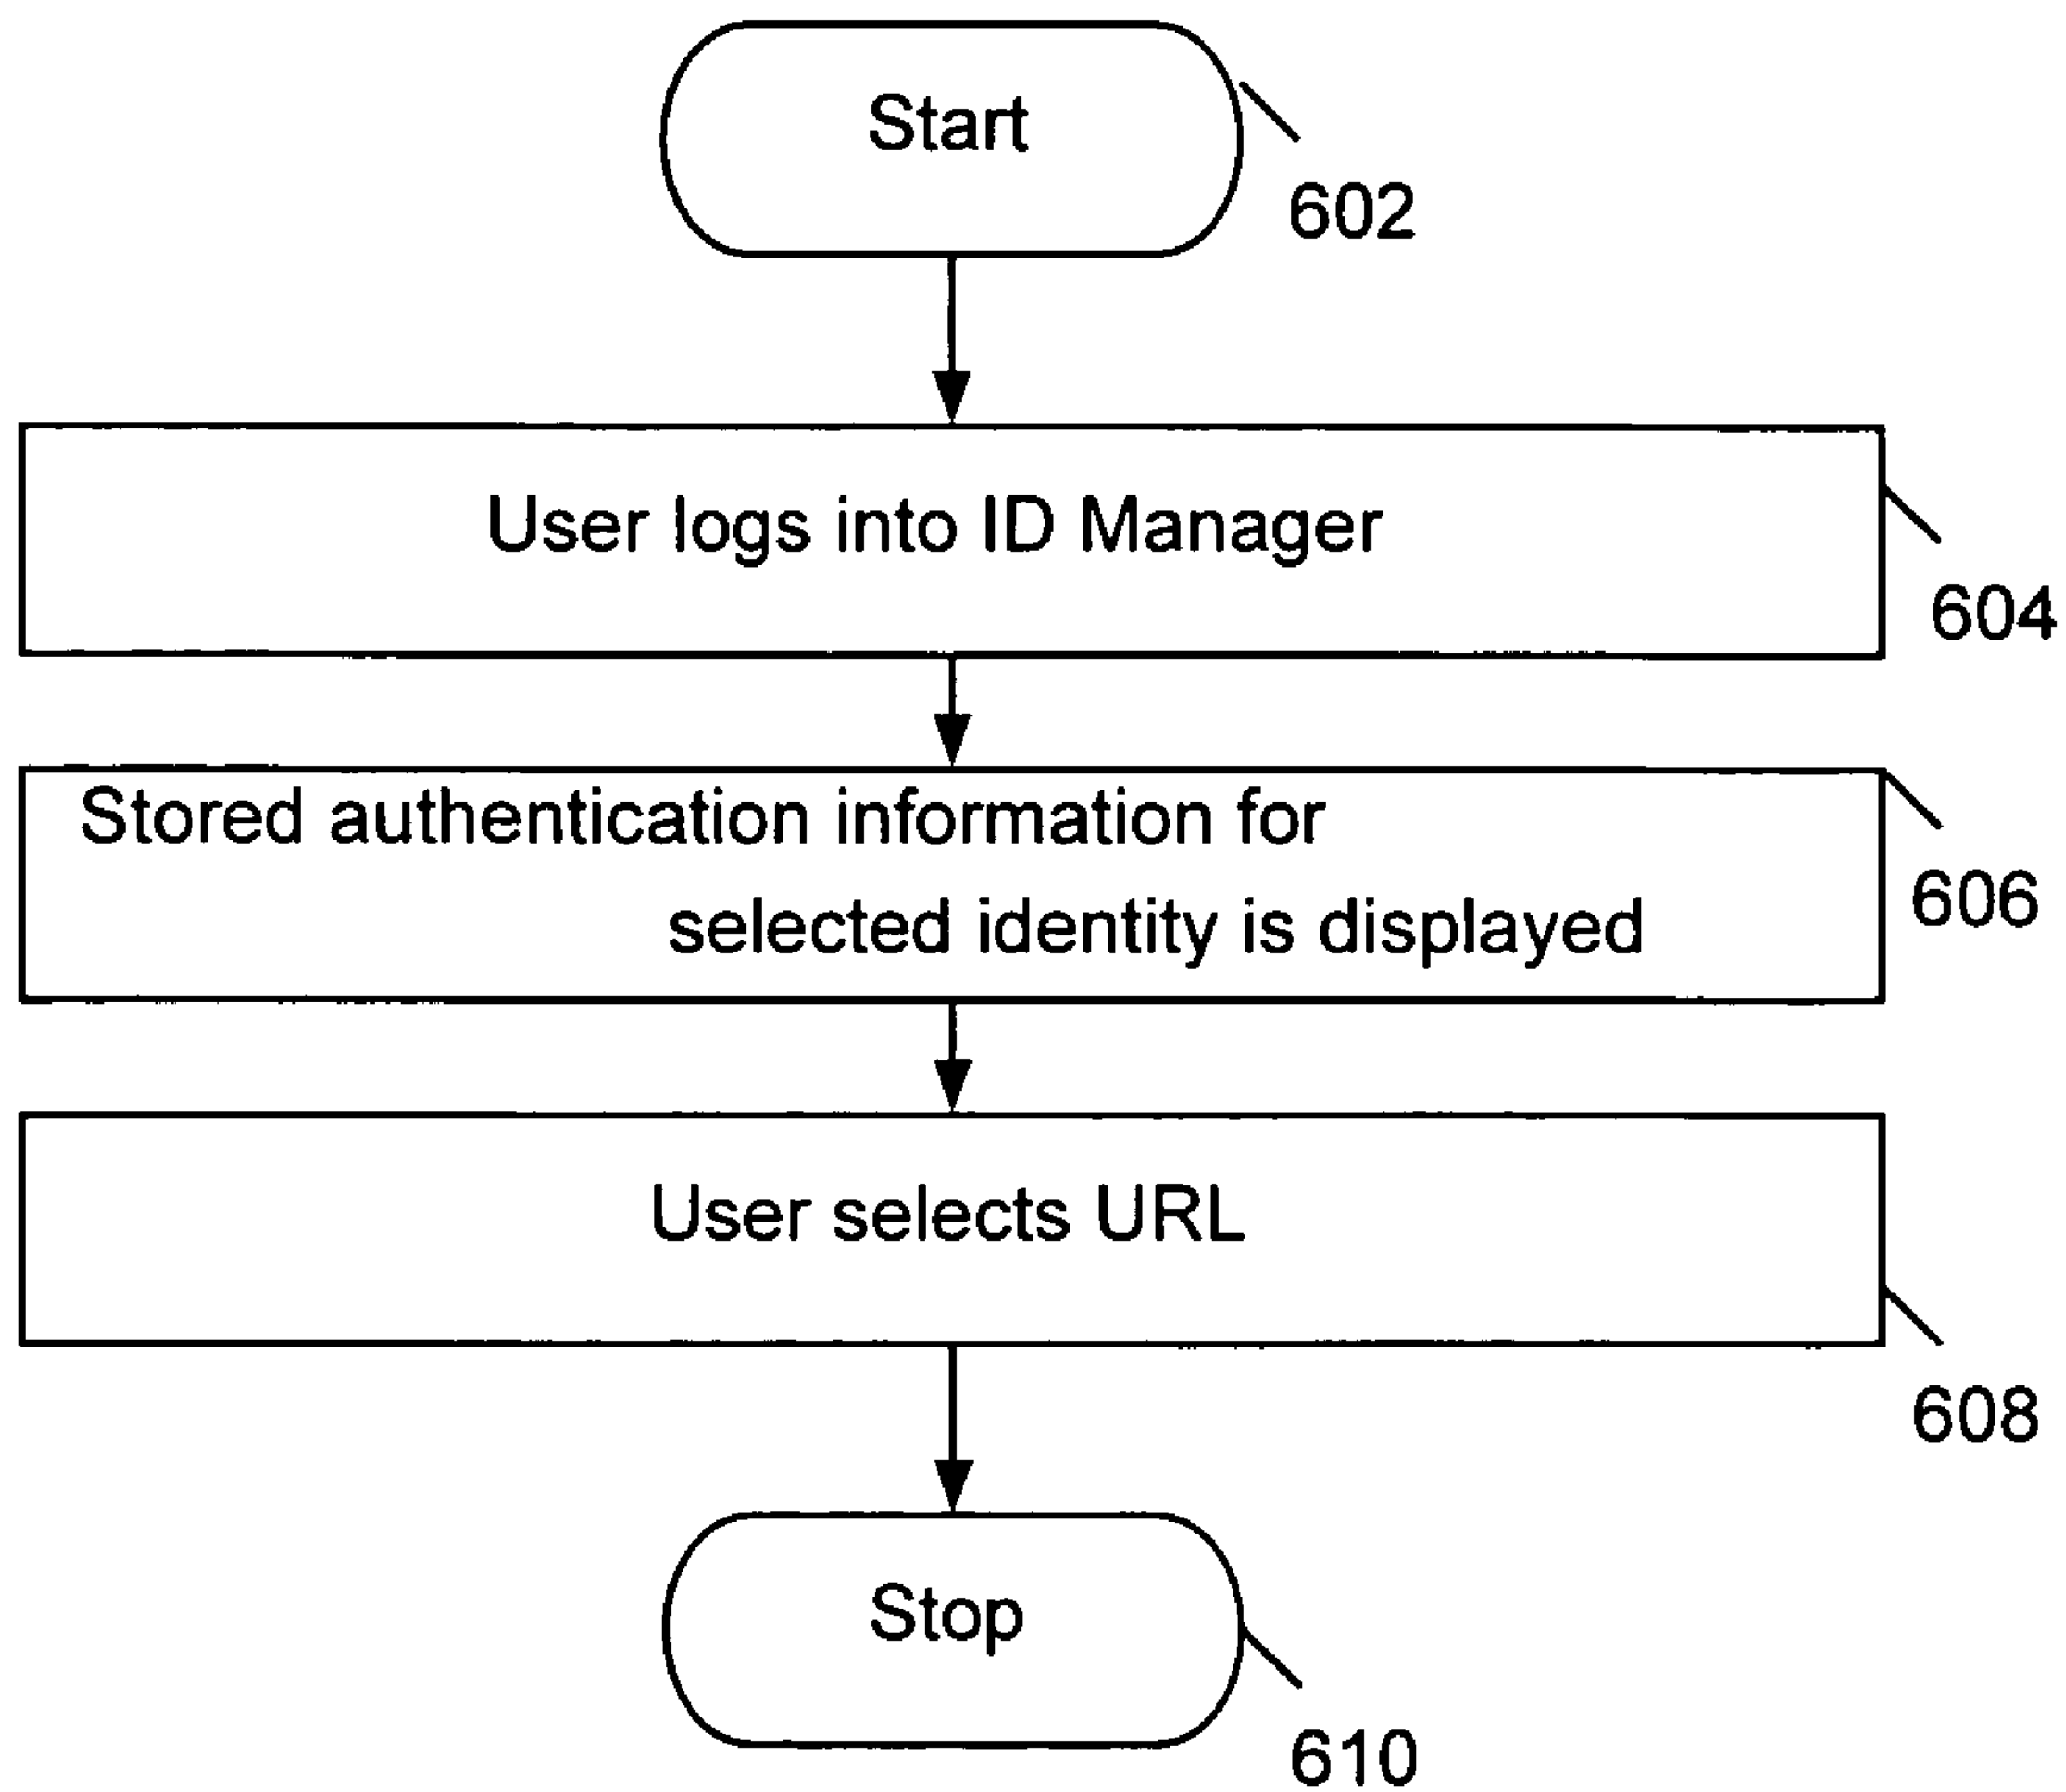 Start
602
User logs into ID Manager
604
Stored authentication information for
selected identity is displayed
606
User selects URL
608
Stop
610